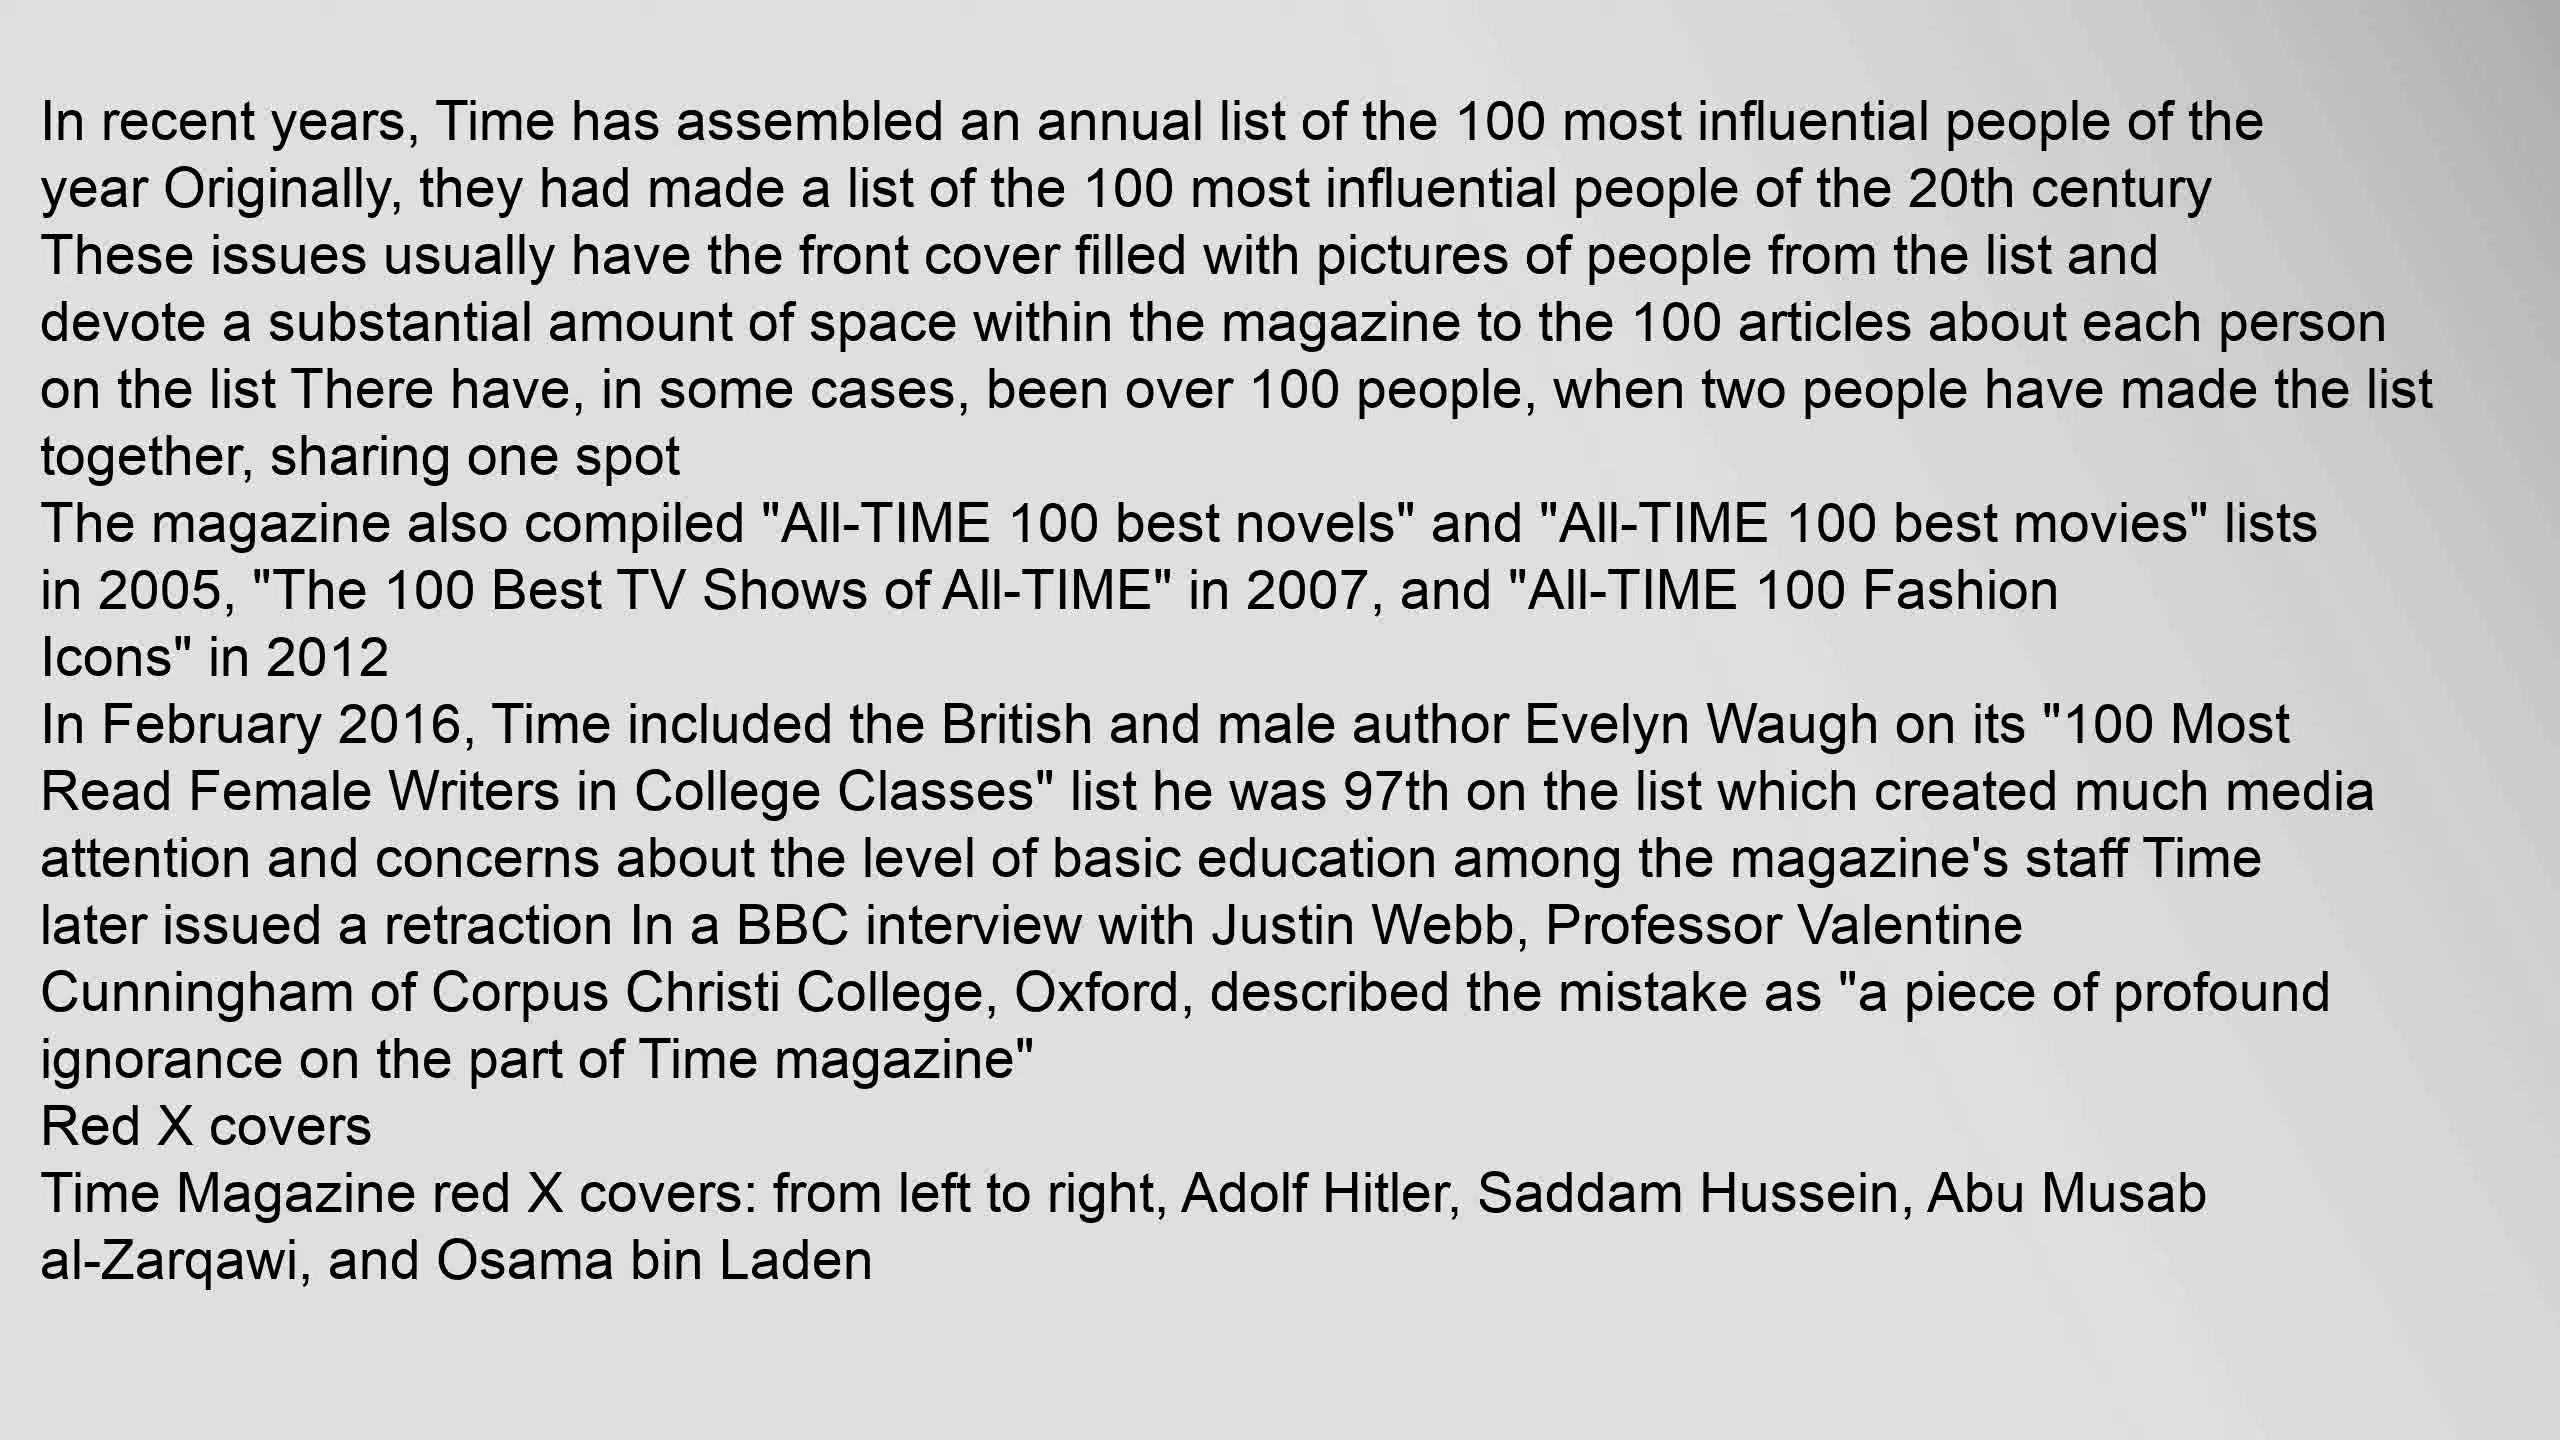 In recent years, Time has assembled an annual list of the 100 most influential people of the
year Originally, they had made a list of the 100 most influential people of the 20th century
These issues usually have the front cover filled with pictures of people from the list and
devote a substantial amount of space within the magazine to the 100 articles about each person
on the list There have, in some cases, been over 100 people, when two people have made the list
together, sharing one spot
The magazine also compiled "All-TIME 100 best novels" and "All-TIME 100 best movies" lists
in 2005, "The 100 Best TV Shows of All-TIME" in 2007, and "All-TIME 100 Fashion
Icons" in 2012
In February 2016, Time included the British and male author Evelyn Waugh on its "100 Most
Read Female Writers in College Classes" list he was 97th on the list which created much media
attention and concerns about the level of basic education among the magazine's staff Time
later issued a retraction In a BBC interview with Justin Webb, Professor Valentine
Cunningham of Corpus Christi College, Oxford, described the mistake as "a piece of profound
ignorance on the part of Time magazine"
Red X covers
Time Magazine red X covers: from left to right, Adolf Hitler, Saddam Hussein, Abu Musab
al-Zarqawi, and Osama bin Laden